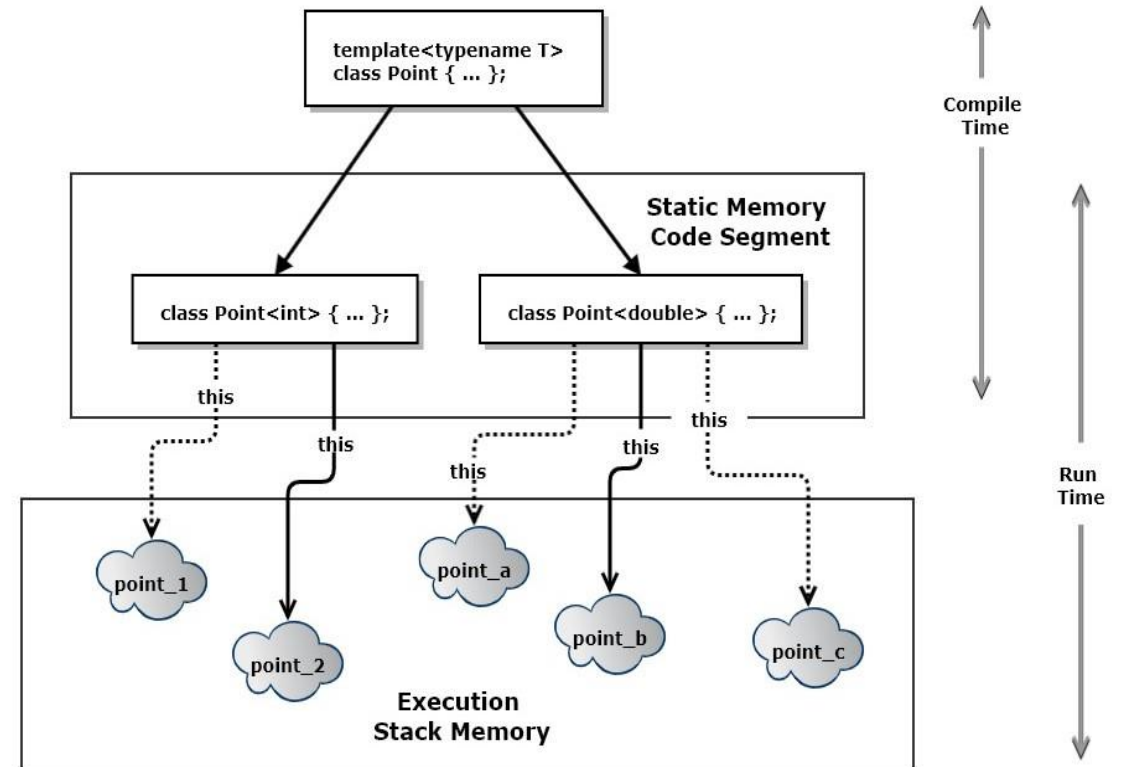 template<typename T>
class Point { ... };
Compile
Time
Static Memory
Code Segment
class Point<int> { ... };
class Point<double> { ... };
this
this
this
this
this
Run
Time
point_1
point_2
point_a
point_b
point_c
Execution
Stack Memory